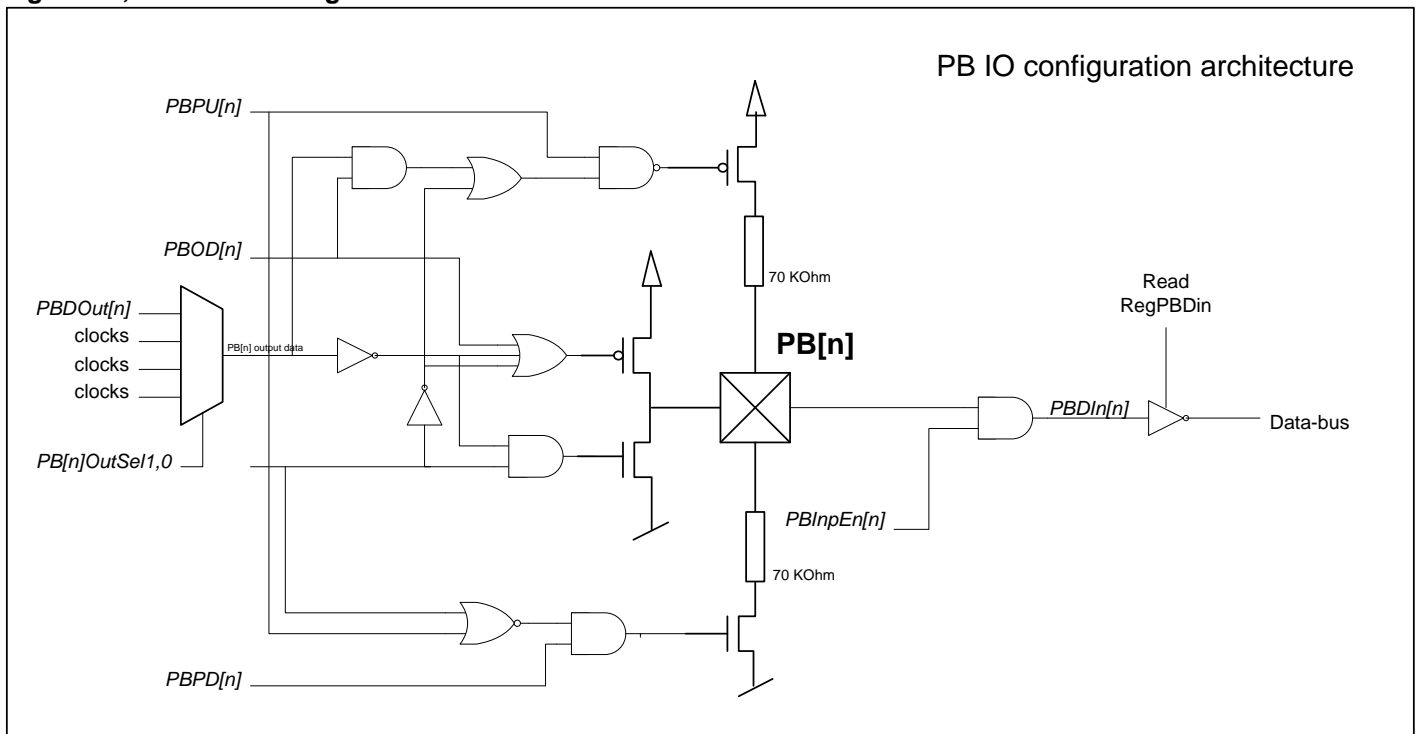 PB IO configuration architecture
PBPU[n]
PBOD[n]
70 KOhm
Read
RegPBDin
PBDOut[n]
clocks
clocks
clocks
PB[n] output data
PB[n]
PBDIn[n]
Data-bus
PB[n]OutSel1,0
PBInpEn[n]
70 KOhm
PBPD[n]